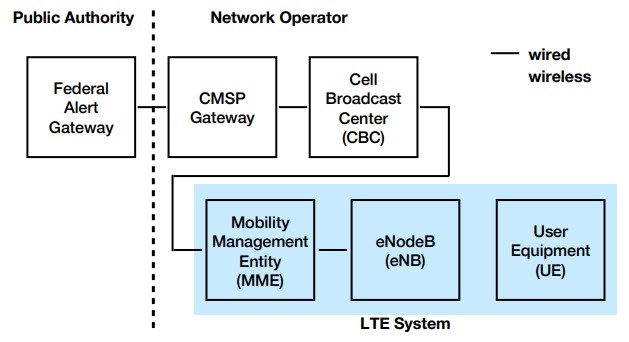 Public Authority
Network Operator
wired
wireless
Federal
Alert
Gateway
CMSP
Gateway
Cell
Broadcast
Center
(CBC)
Mobility
Management
Entity
(MME)
eNodeB
(eNB)
User
Equipment
(UE)
LTE System